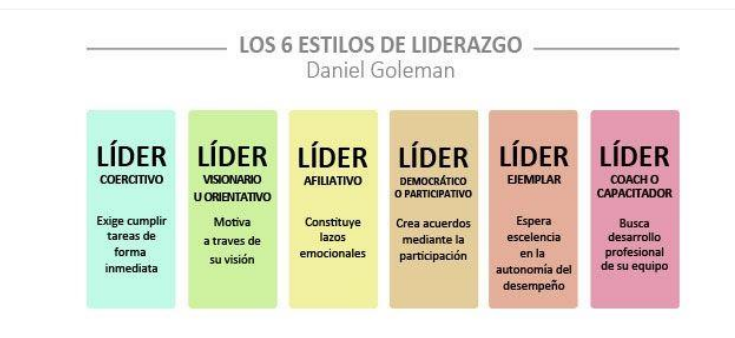 LOS 6 ESTILOS DE LIDERAZGO
Daniel Goleman
LÍDER
COERCITIVO
Exige cumplir
tareas de
forma
inmediata
LÍDER
VISIONARIO
U ORIENTATIVO
Motiva
a traves de
su visión
LÍDER
AFILIATIVO
Constituye
lazos
emocionales
LÍDER
DEMOCRÁTICO
O PARTICIPATIVO
Crea acuerdos
mediante la
participación
LÍDER
EJEMPLAR
Espera
escelencia
en la
autonomía del
desempeño
LÍDER
COACH O
CAPACITADOR
Busca
desarrollo
profesional
de su equipo